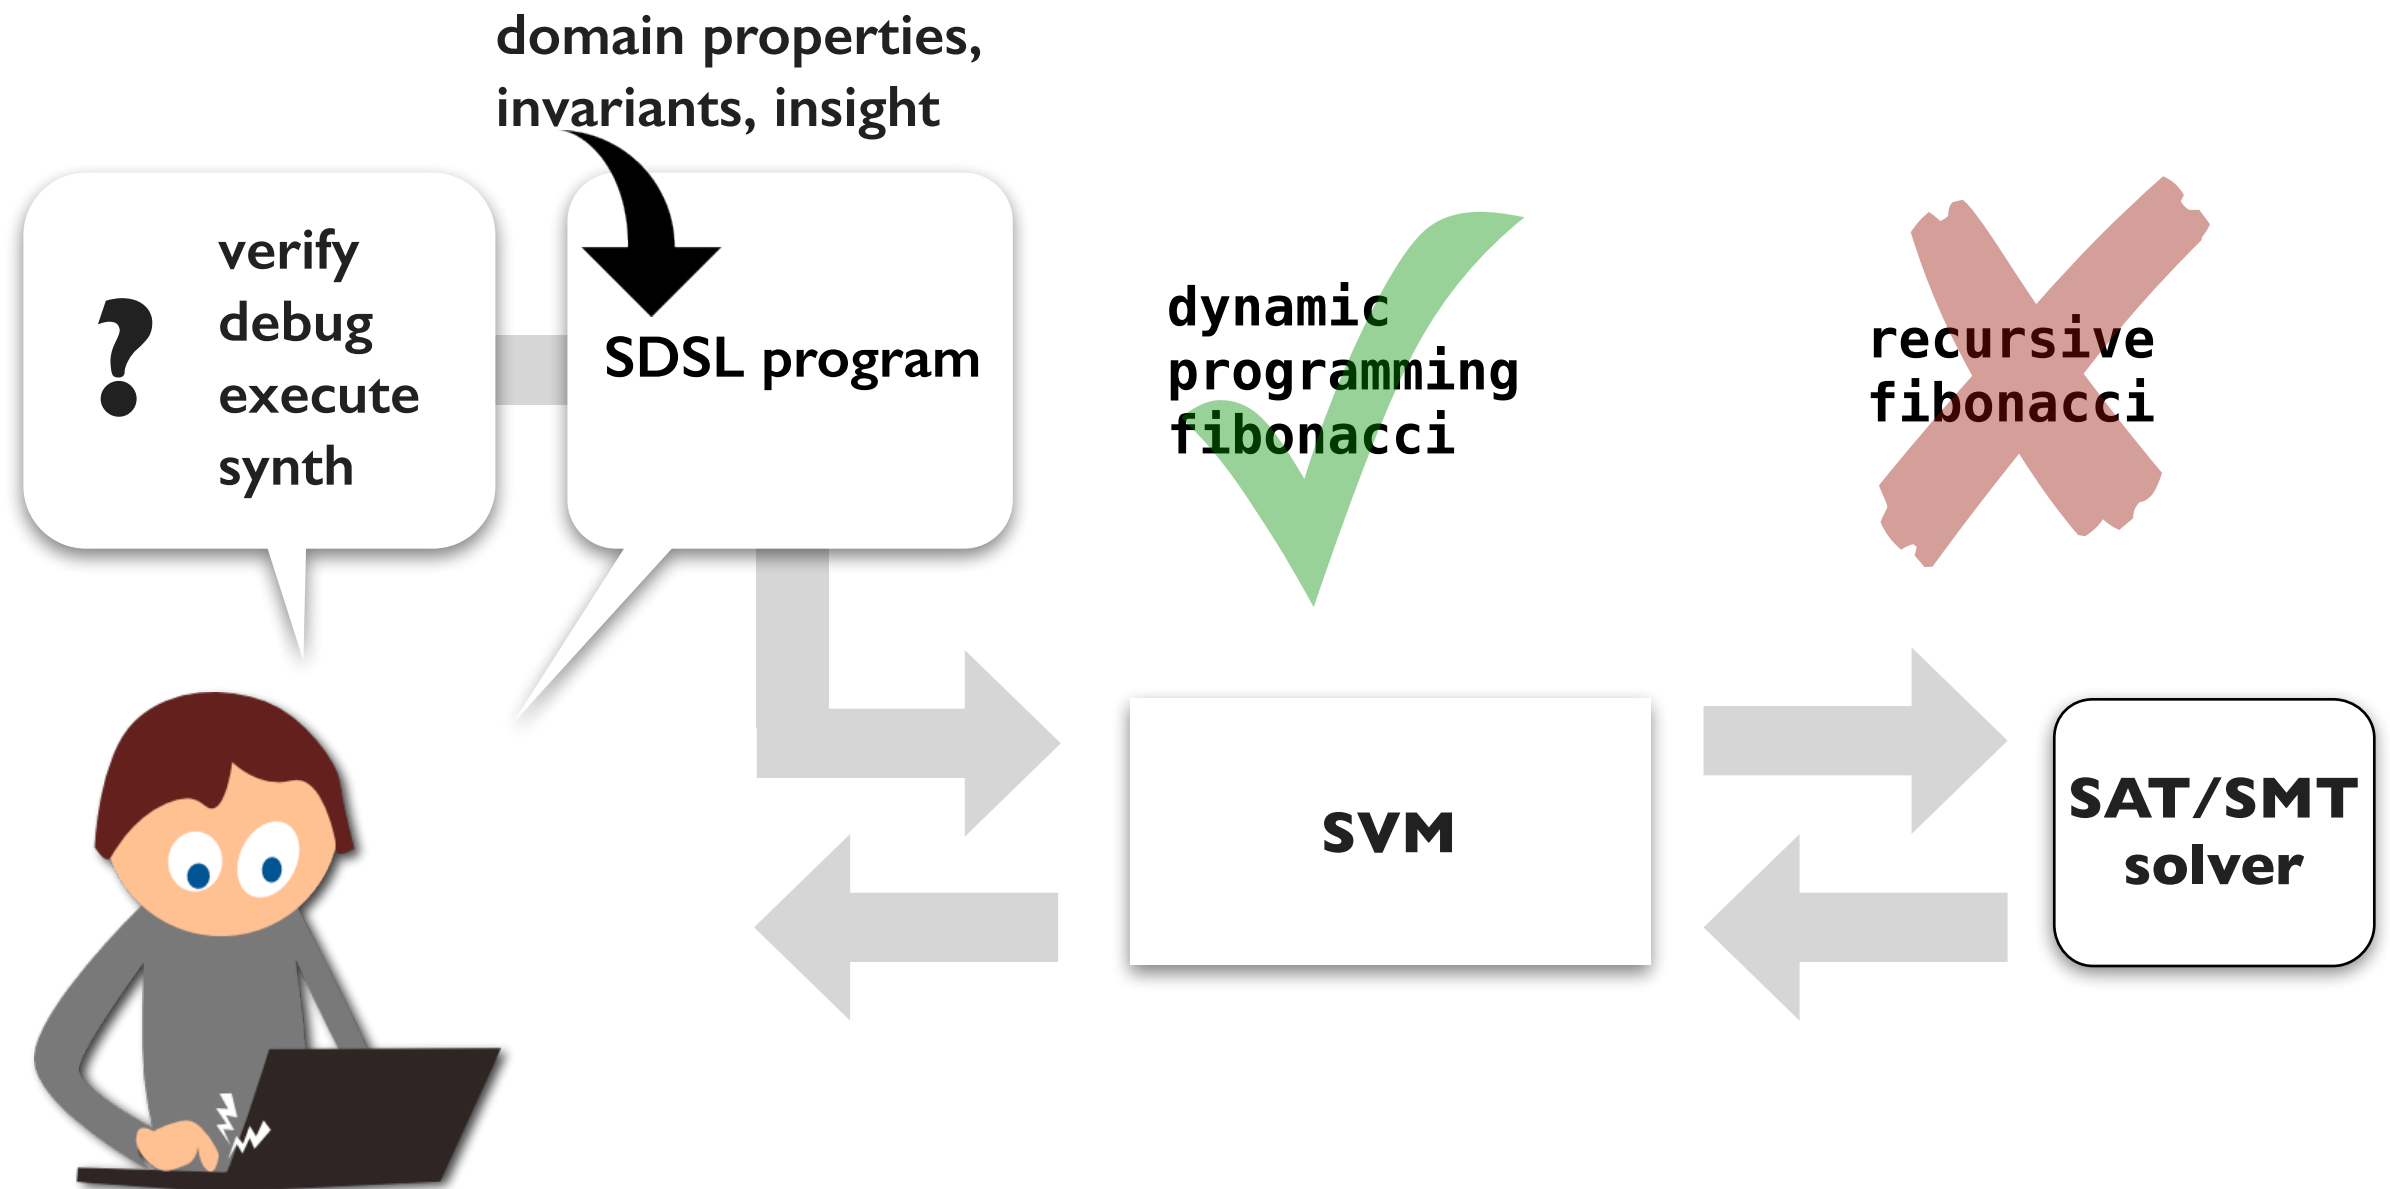 domain properties,
invariants, insight
?
verify
debug
execute
synth
SDSL program
dynamic
programming
fibonacci
recursive
fibonacci
SVM
SAT/SMT
solver